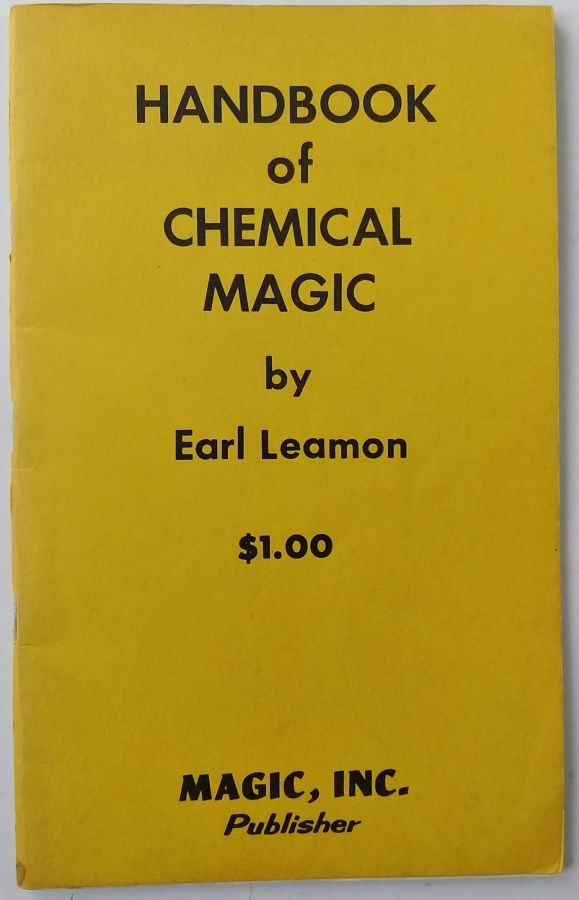 HANDBOOK
of
CHEMICAL
MAGIC
by
Earl Leamon
$1.00
MAGIC, INC.
Publisher